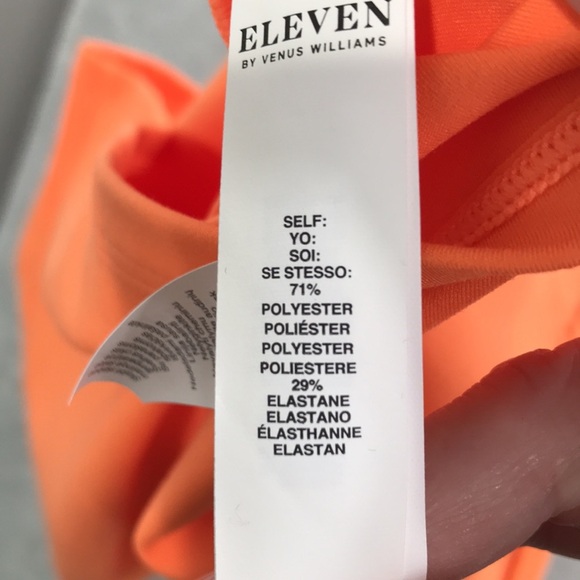 ELEVEN
BY VENUS WILLIAMS
SELF:
YO:
SOI:
SE STESSO:
71%
POLYESTER
POLIÉSTER
POLYESTER
POLIESTERE
29%
ELASTANE
ELASTANO
ÉLASTHANNE
ELASTAN